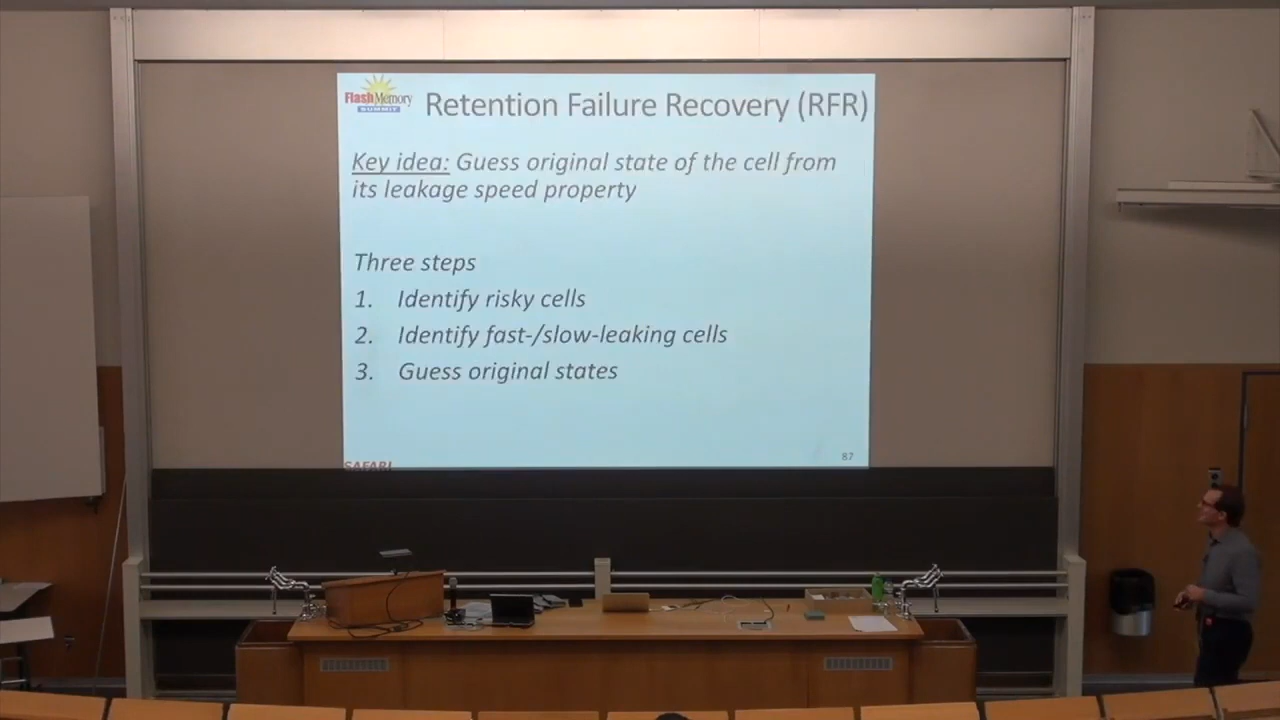 Flash Memory
SUMMIT
Retention Failure Recovery (RFR)
Key idea: Guess original state of the cell from
its leakage speed property
Three steps
1. Identify risky cells
2. Identify fast-/slow-leaking cells
3. Guess original states
SAFARI
87